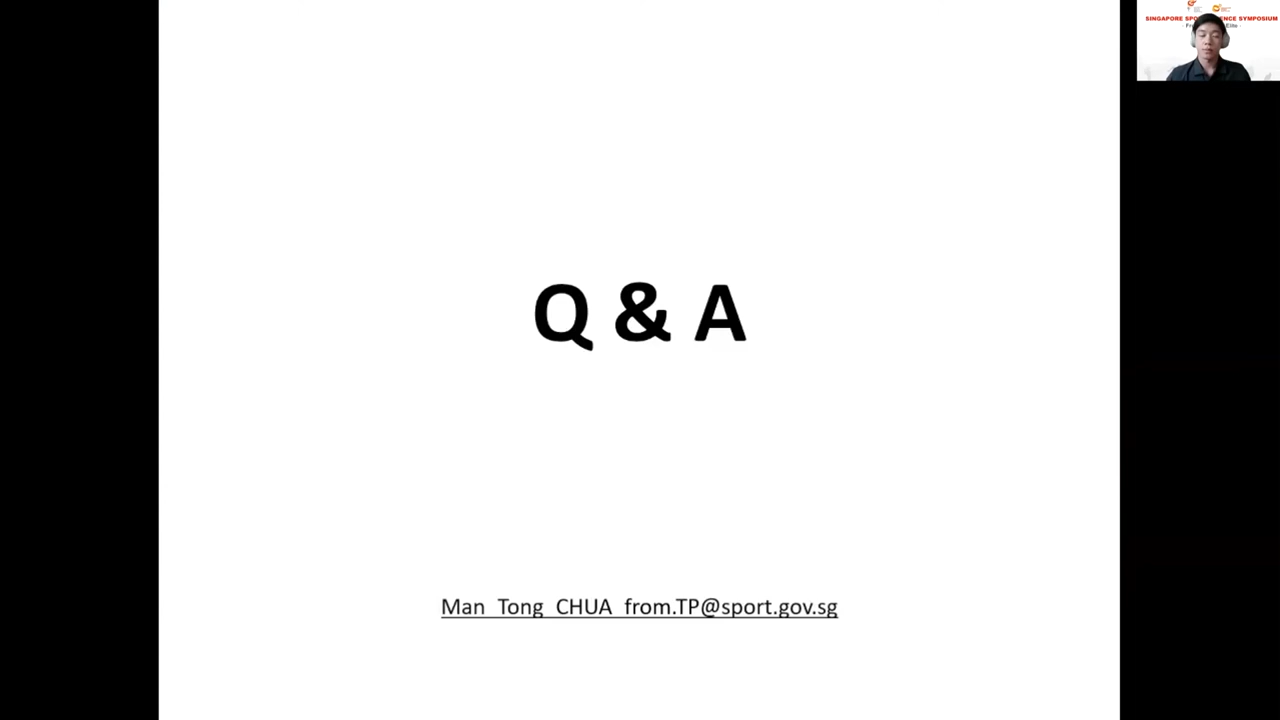 SINGAPORE SPO ENCE SYMPOSIUM
Q & A
Man_Tong_CHUA_from.TP@sport.gov.sg